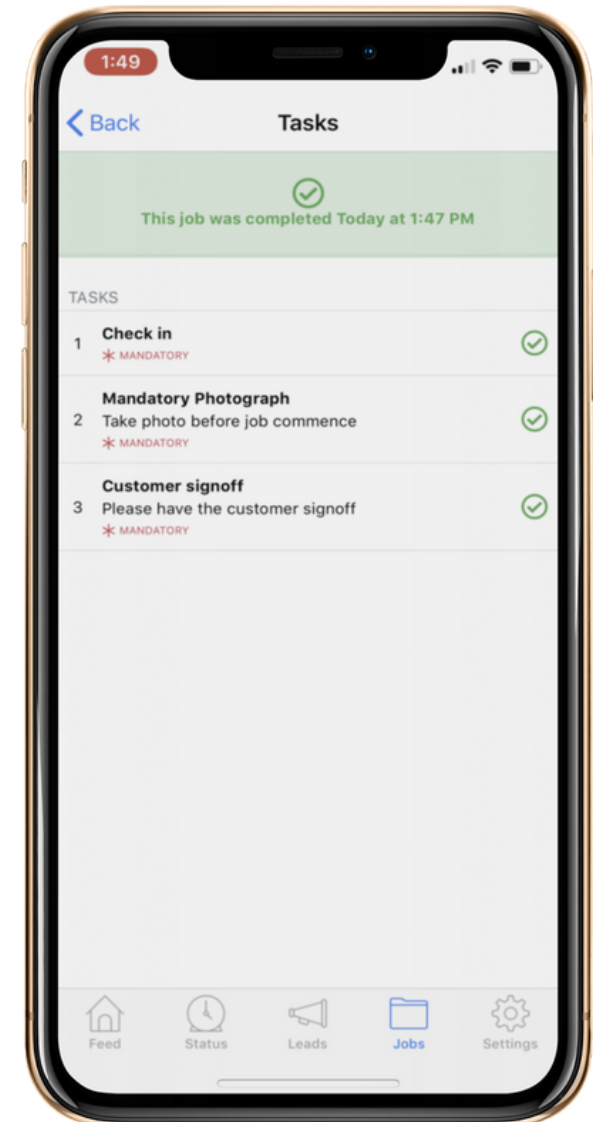 1:49
Back
Tasks
This job was completed Today at 1:47 PM
TASKS
1
Check in
MANDATORY
2
Mandatory Photograph
Take photo before job commence
MANDATORY
3
Customer signoff
Please have the customer signoff
MANDATORY
Feed
Status
Leads
Jobs
Settings